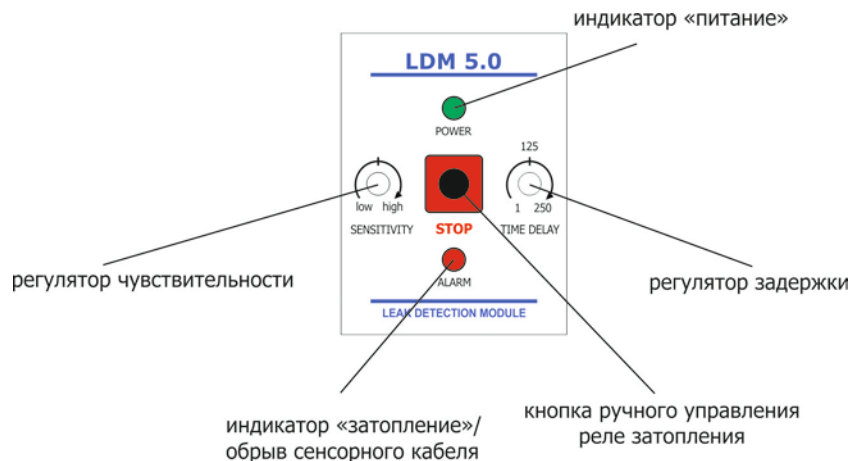 индикатор «питание»
LDM 5.0
POWER
125
low high
1 250
SENSITIVITY
STOP
TIME DELAY
регулятор чувствительности
регулятор задержки
ALARM
LEAK DETECTION MODULE
кнопка ручного управления
реле затопления
индикатор «затопление»/
обрыв сенсорного кабеля